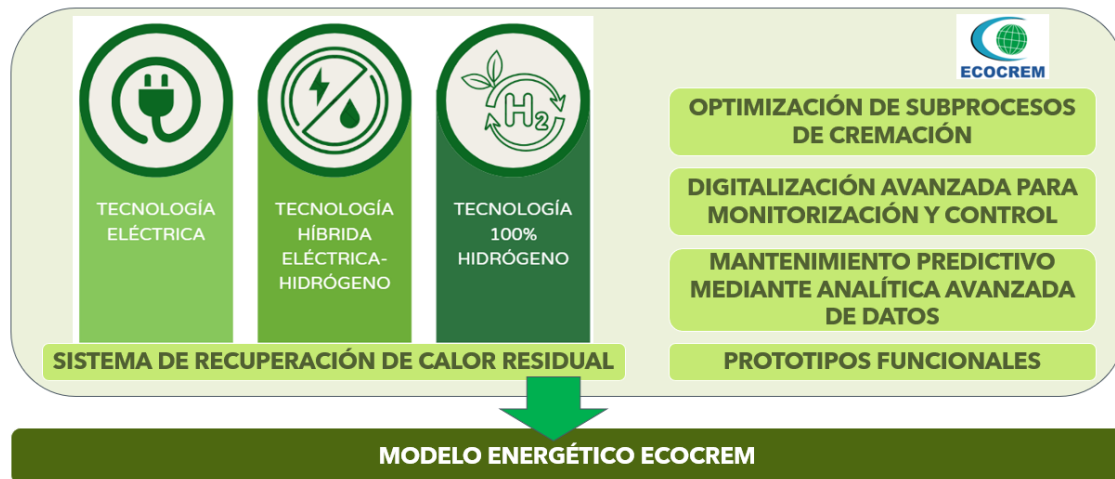 ECOCREM
H2
TECNOLOGÍA
ELÉCTRICA
TECNOLOGÍA
HÍBRIDA
ELÉCTRICA-
HIDRÓGENO
TECNOLOGÍA
100%
HIDRÓGENO
SISTEMA DE RECUPERACIÓN DE CALOR RESIDUAL
OPTIMIZACIÓN DE SUBPROCESOS
DE CREMACIÓN
DIGITALIZACIÓN AVANZADA PARA
MONITORIZACIÓN Y CONTROL
MANTENIMIENTO PREDICTIVO
MEDIANTE ANALÍTICA AVANZADA
DE DATOS
PROTOTIPOS FUNCIONALES
MODELO ENERGÉTICO ECOCREM